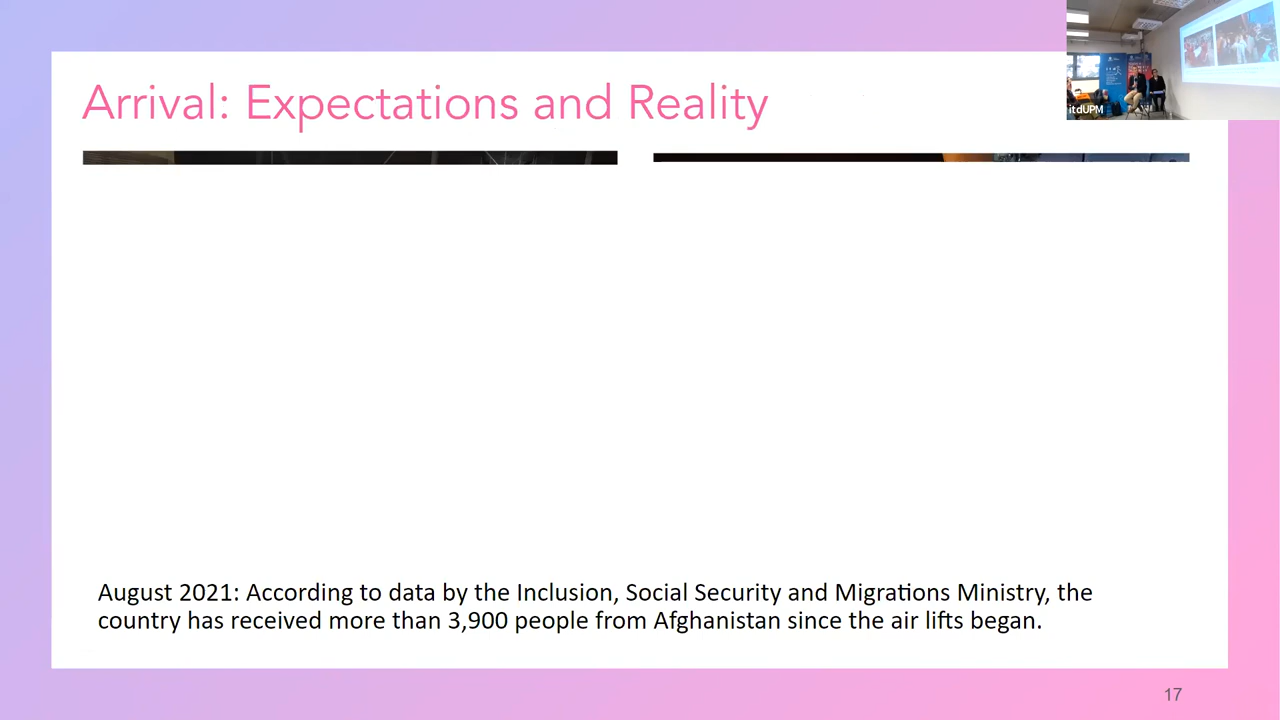 Arrival: Expectations and Reality
itdUPM
August 2021: According to data by the Inclusion, Social Security and Migrations Ministry, the
country has received more than 3,900 people from Afghanistan since the air lifts began.
17